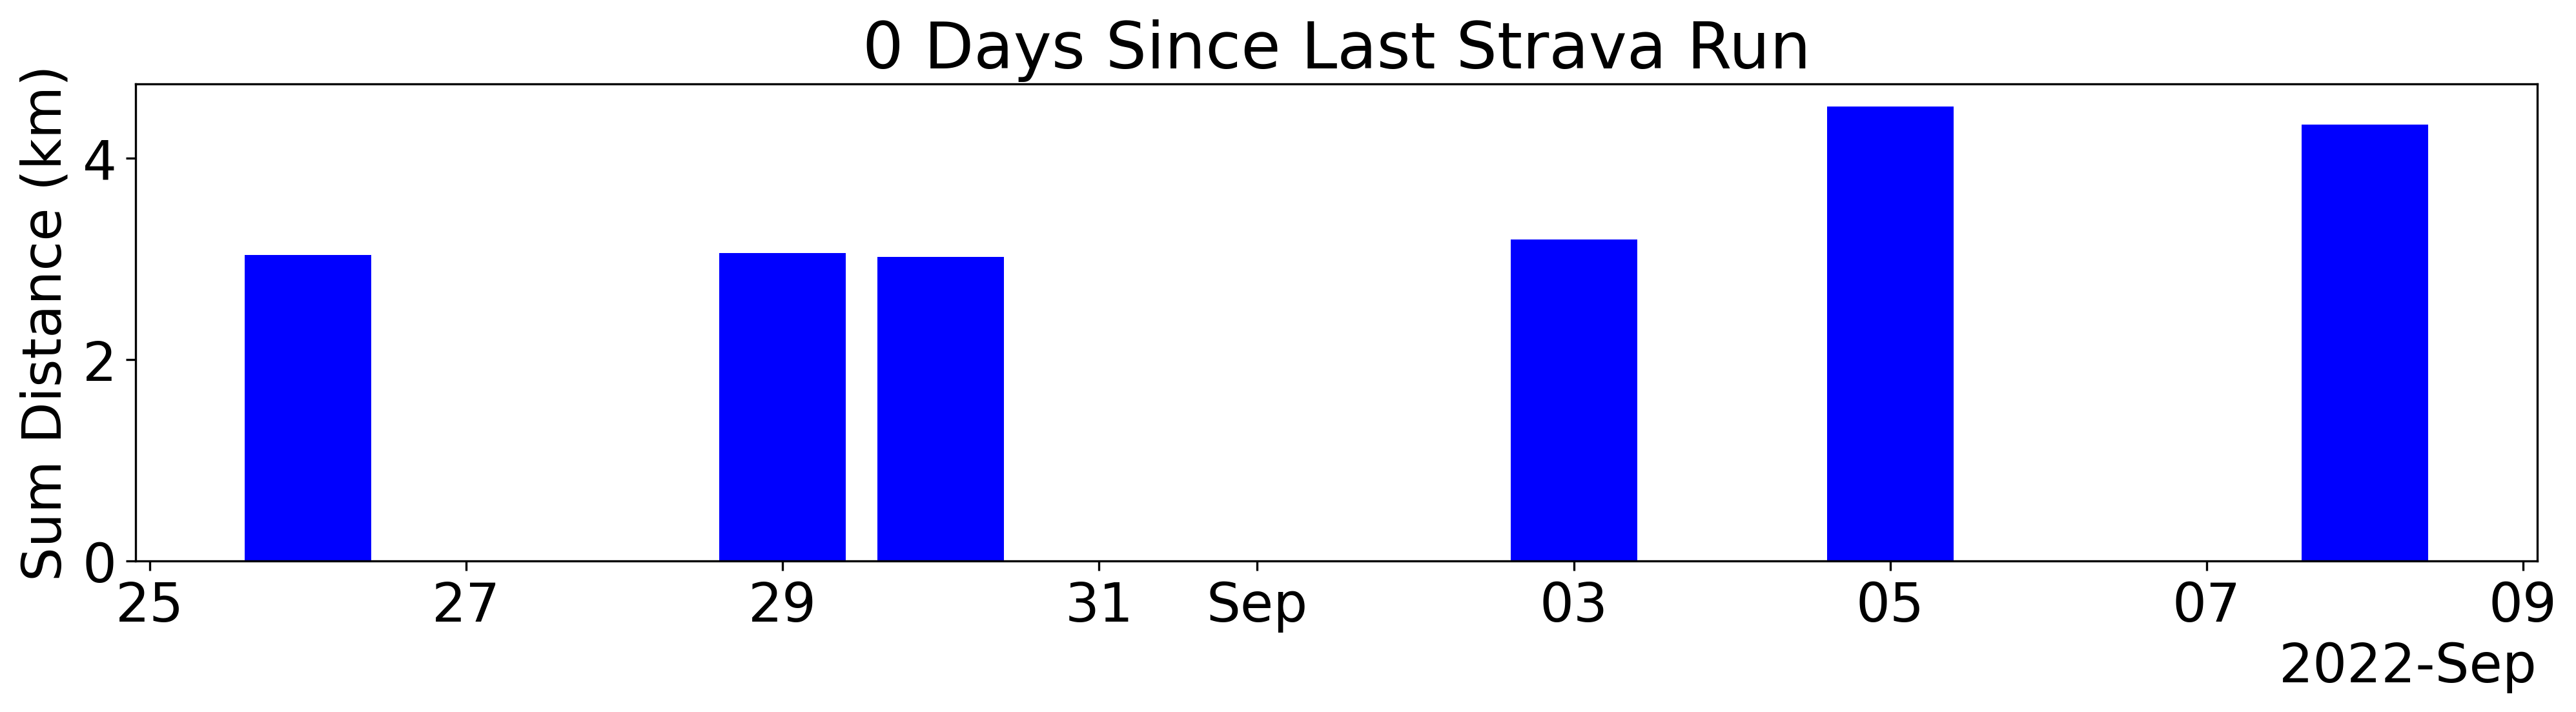 0 Days Since Last Strava Run
Sum Distance (km)
4
2
0
25 27 29 31 Sep 03 05 07 09
2022-Sep